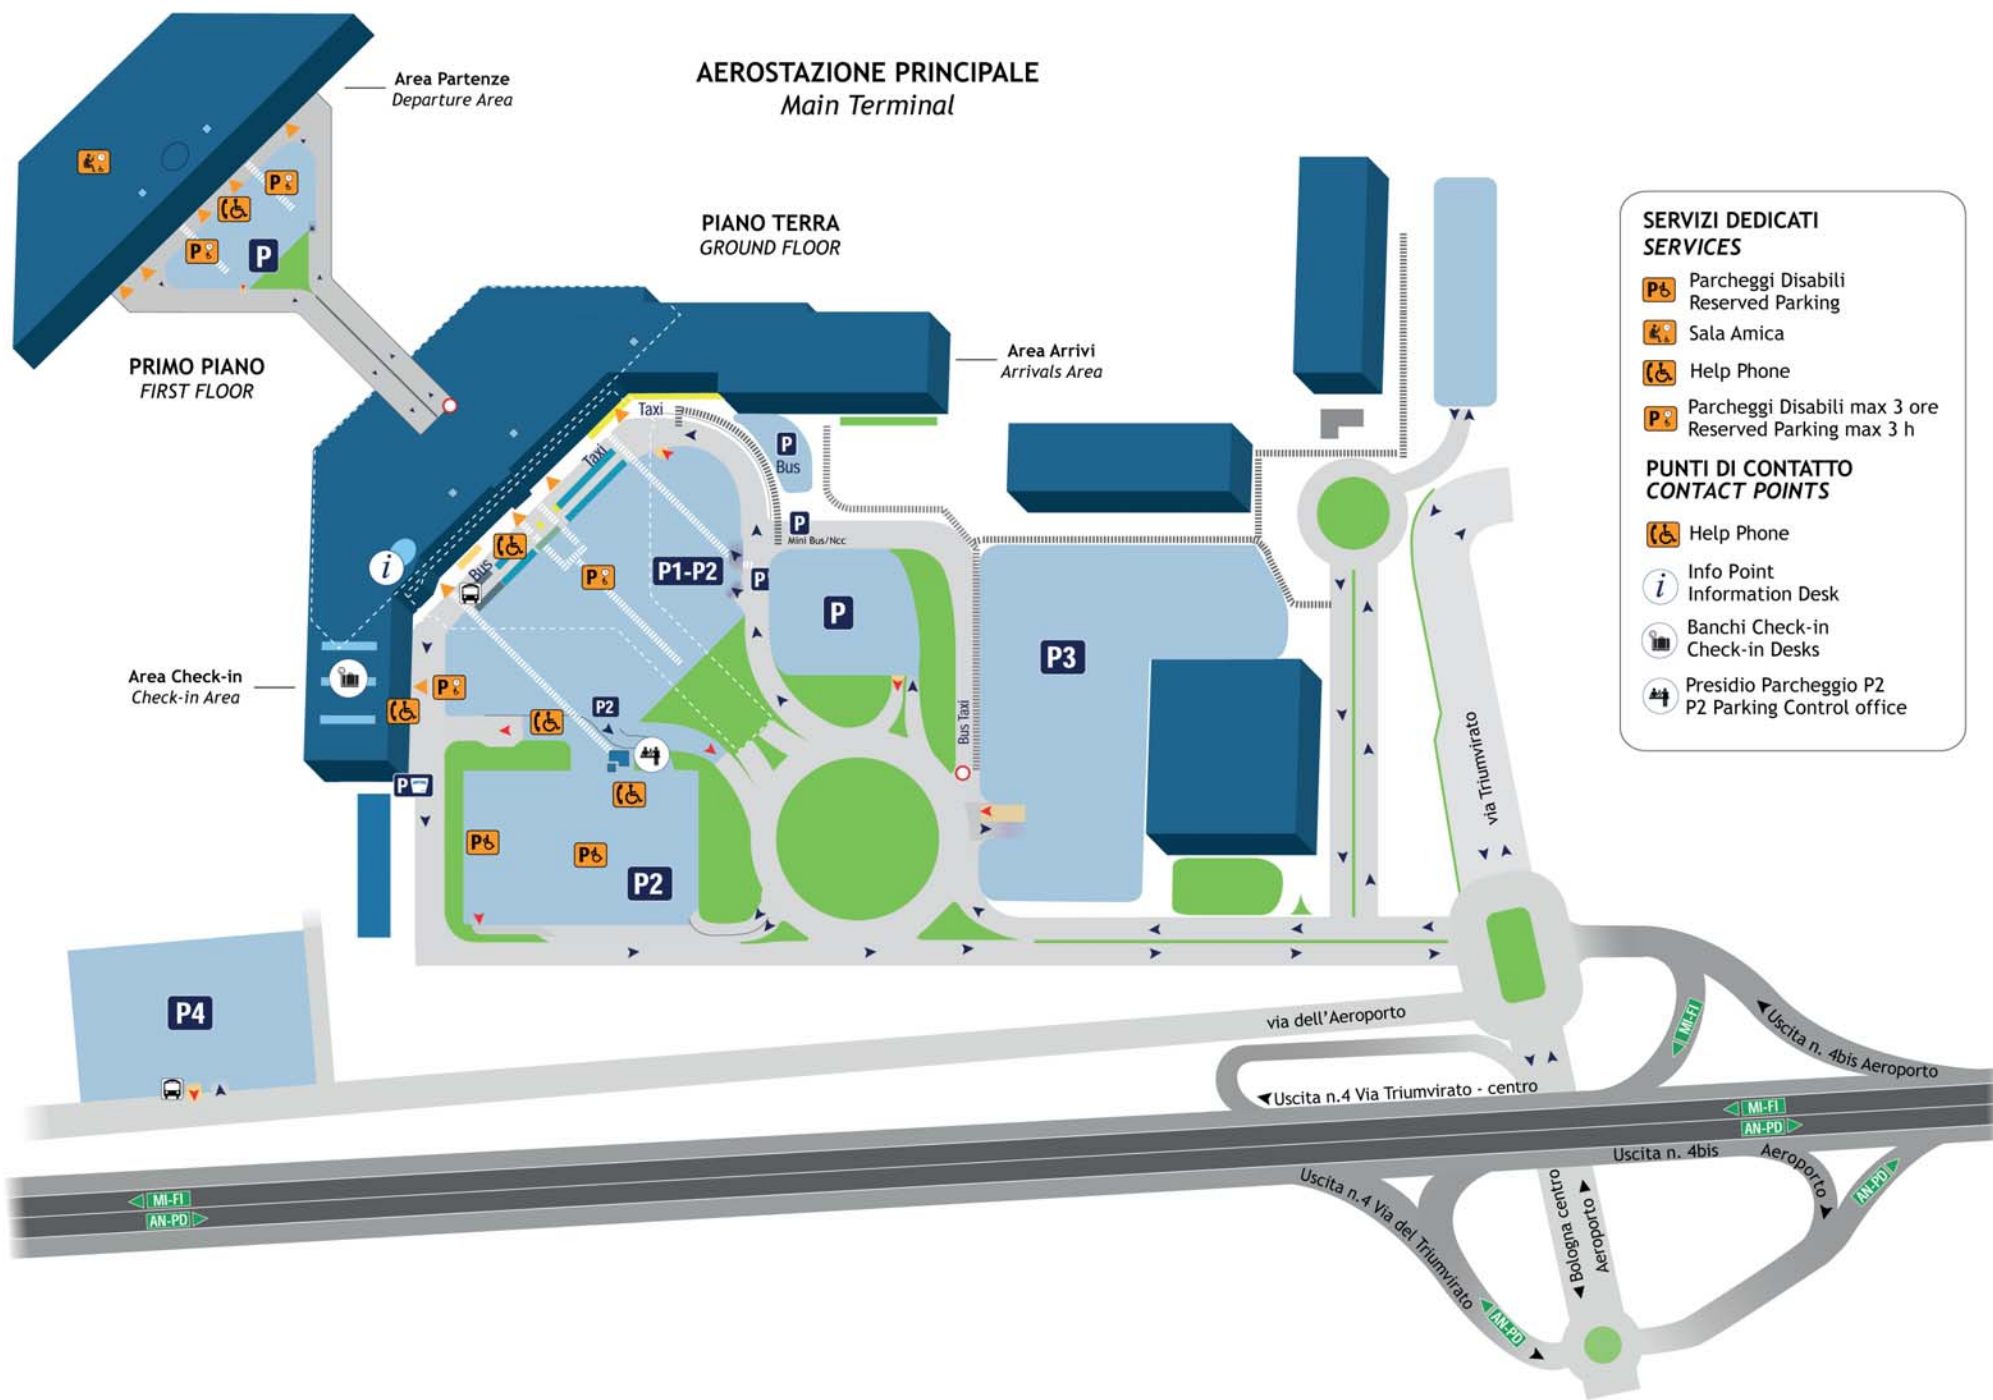 AEROSTAZIONE PRINCIPALE
Main Terminal
Area Partenze
Departure Area
P
P
P
PRIMO PIANO
FIRST FLOOR
PIANO TERRA
GROUND FLOOR
Area Arrivi
Arrivals Area
Taxi
Taxi
Bus
P
Bus
P
Mini Bus/Ncc
P1-P2
P
P
P
P3
i
Area Check-in
Check-in Area
P
P2
P
Bus Taxi
P
P
P2
P4
via Triumvirato
via dell'Aeroporto
MI-FI
Uscita n. 4bis Aeroporto
Uscita n.4 Via Triumvirato - centro
MI-FI
AN-PD
Uscita n. 4bis
Aeroporto
AN-PD
MI-FI
AN-PD
Uscita n.4 Via del Triumvirato
AN-PD
Bologna centro
Aeroporto
SERVIZI DEDICATI
SERVICES
P
Parcheggi Disabili
Reserved Parking
Sala Amica
Help Phone
P
Parcheggi Disabili max 3 ore
Reserved Parking max 3 h
PUNTI DI CONTATTO
CONTACT POINTS
Help Phone
i
Info Point
Information Desk
Banchi Check-in
Check-in Desks
Presidio Parcheggio P2
P2 Parking Control office